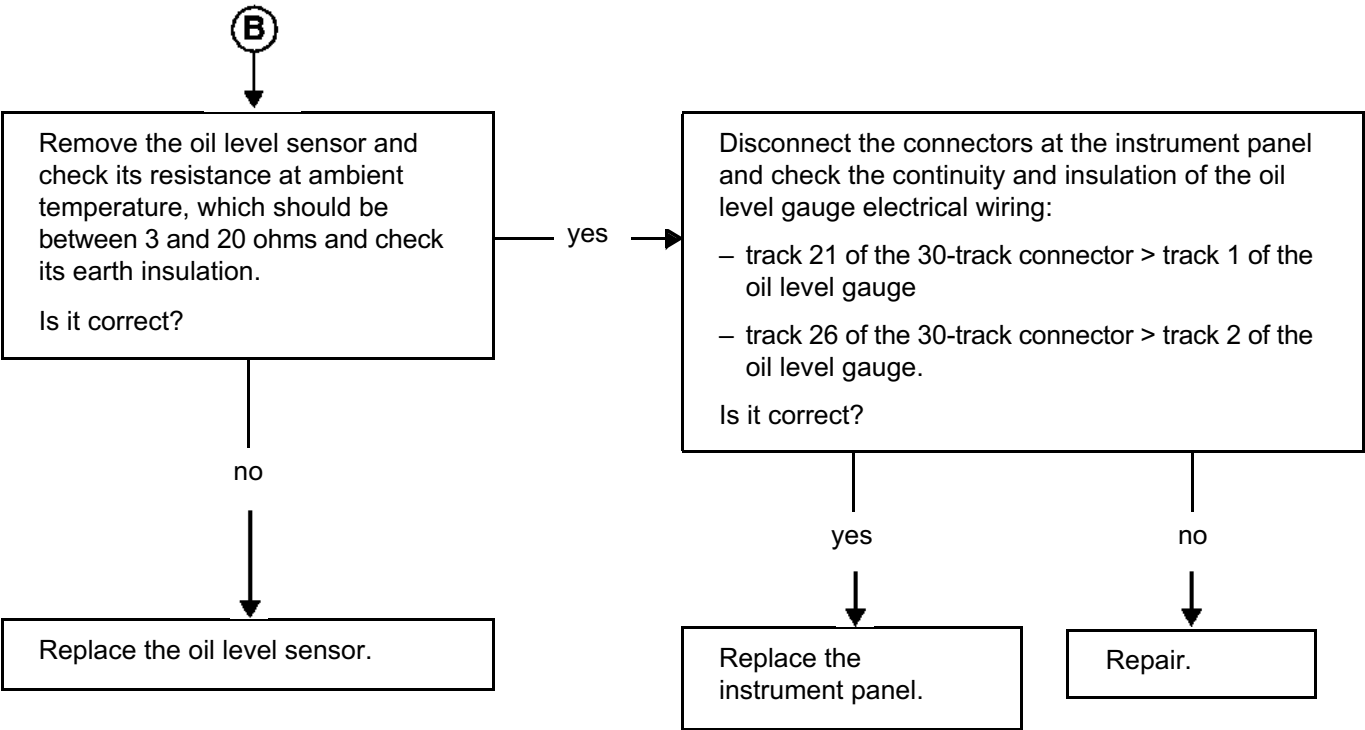 B
Remove the oil level sensor and
check its resistance at ambient
temperature, which should be
between 3 and 20 ohms and check
its earth insulation.
Is it correct?
yes
Disconnect the connectors at the instrument panel
and check the continuity and insulation of the oil
level gauge electrical wiring:
– track 21 of the 30-track connector > track 1 of the
oil level gauge
– track 26 of the 30-track connector > track 2 of the
oil level gauge.
Is it correct?
no
yes
no
Replace the oil level sensor.
Replace the
instrument panel.
Repair.